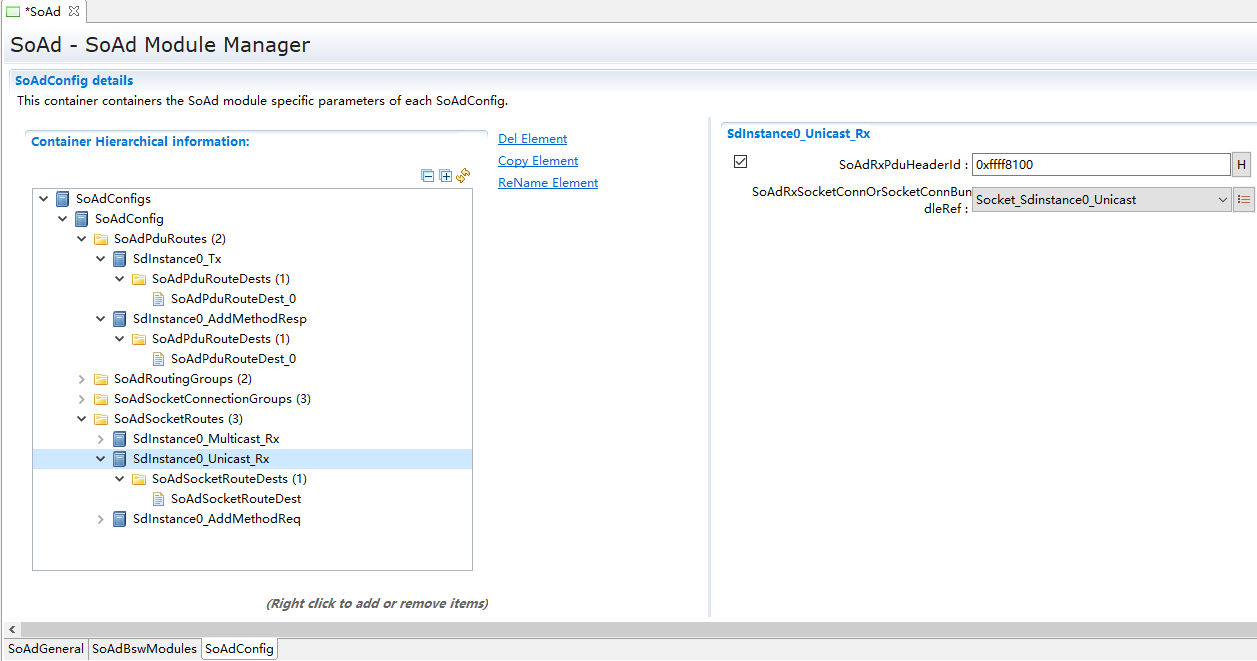 *SoAd
SoAd - SoAd Module Manager
SoAdConfig details
This container containers the SoAd module specific parameters of each SoAdConfig.
Container Hierarchical information:
SoAdConfigs
SoAdConfig
SoAdPduRoutes (2)
SdInstance0_Tx
SoAdPduRouteDests (1)
SoAdPduRouteDest_0
SdInstance0_AddMethodResp
SoAdPduRouteDests (1)
SoAdPduRouteDest_0
SoAdRoutingGroups (2)
SoAdSocketConnectionGroups (3)
SoAdSocketRoutes (3)
SdInstance0_Multicast_Rx
SdInstance0_Unicast_Rx
SoAdSocketRouteDests (1)
SoAdSocketRouteDest
SdInstance0_AddMethodReq
(Right click to add or remove items)
Del Element
Copy Element
ReName Element
SdInstance0_Unicast_Rx
SoAdRxPduHeaderId : 0xffff8100 H
SoAdRxSocketConnOrSocketConnBun
dleRef : Socket_Sdinstance0_Unicast
SoAdGeneral SoAdBswModules SoAdConfig